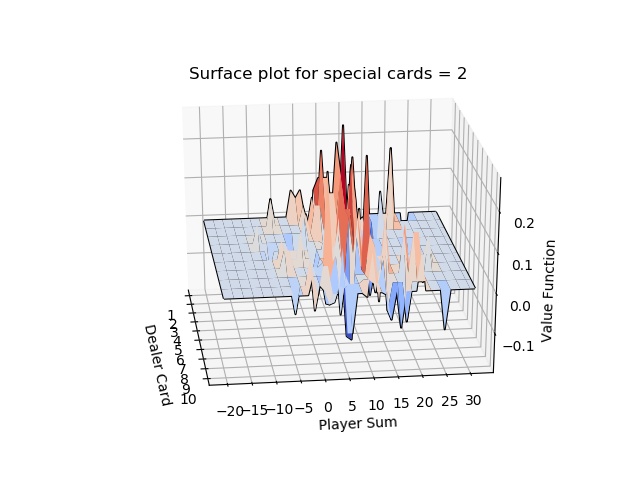 Surface plot for special cards = 2
0.2
0.1
0.0
−0.1
Value Function
1
2
3
4
5
6
7
8
9
10
Dealer Card
−20 −15 −10 −5 0 5 10 15 20 25 30
Player Sum